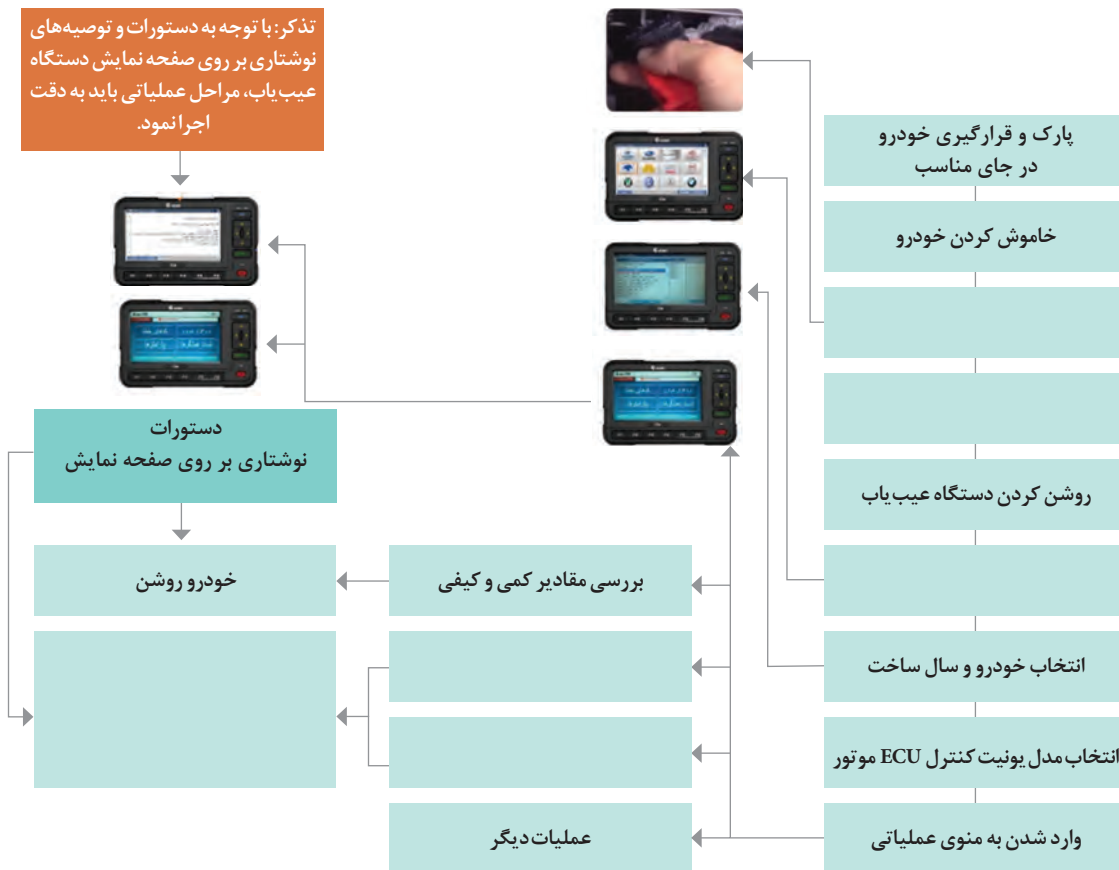 تذکر: با توجه به دستورات و توصیه‌های
نوشتاری بر روی صفحه نمایش دستگاه
عیب‌یاب، مراحل عملیاتی باید به دقت
اجرا نمود.
پارک و قرارگیری خودرو
در جای مناسب
خاموش کردن خودرو
روشن کردن دستگاه عیب‌یاب
انتخاب خودرو و سال ساخت
انتخاب مدل یونیت کنترل ECU موتور
وارد شدن به منوی عملیاتی
دستورات
نوشتاری بر روی صفحه نمایش
بررسی مقادیر کمی و کیفی
خودرو روشن
عملیات دیگر